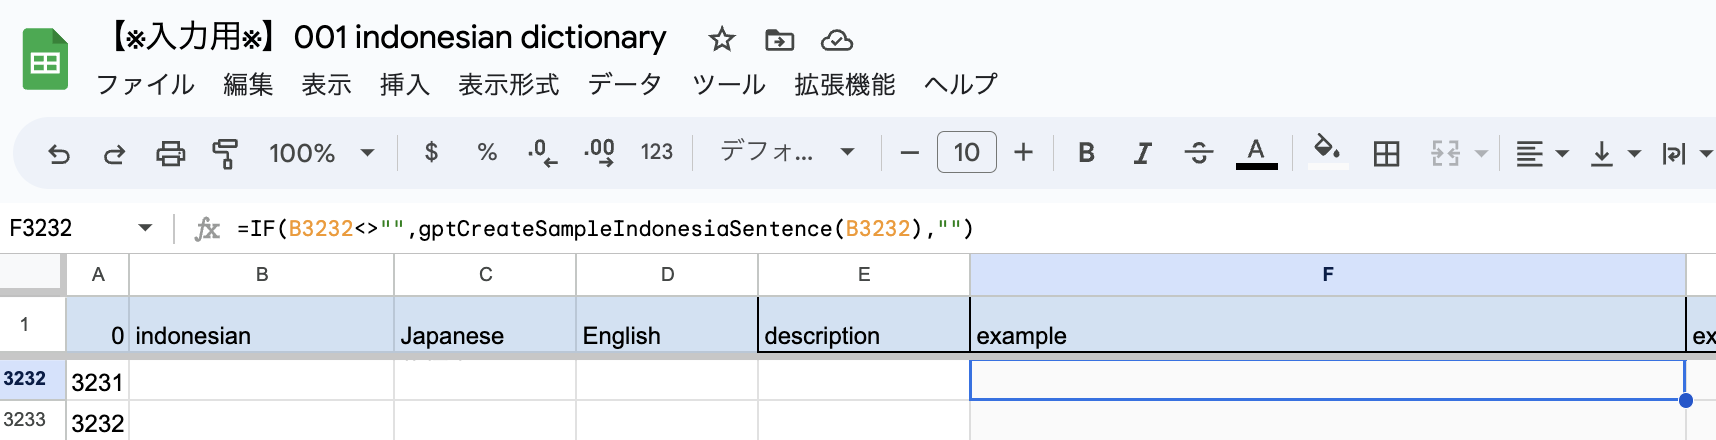 【※入力用※】001 indonesian dictionary
ファイル 編集 表示 挿入 表示形式 データ ツール 拡張機能 ヘルプ
100% $ % .0 .00 123 デフォ... 10 B I S A
F3232 fx =IF(B3232<>"",gptCreateSampleIndonesiaSentence(B3232),"")
A B C D E F
1 0 indonesian Japanese English description example ex
3232 3231
3233 3232